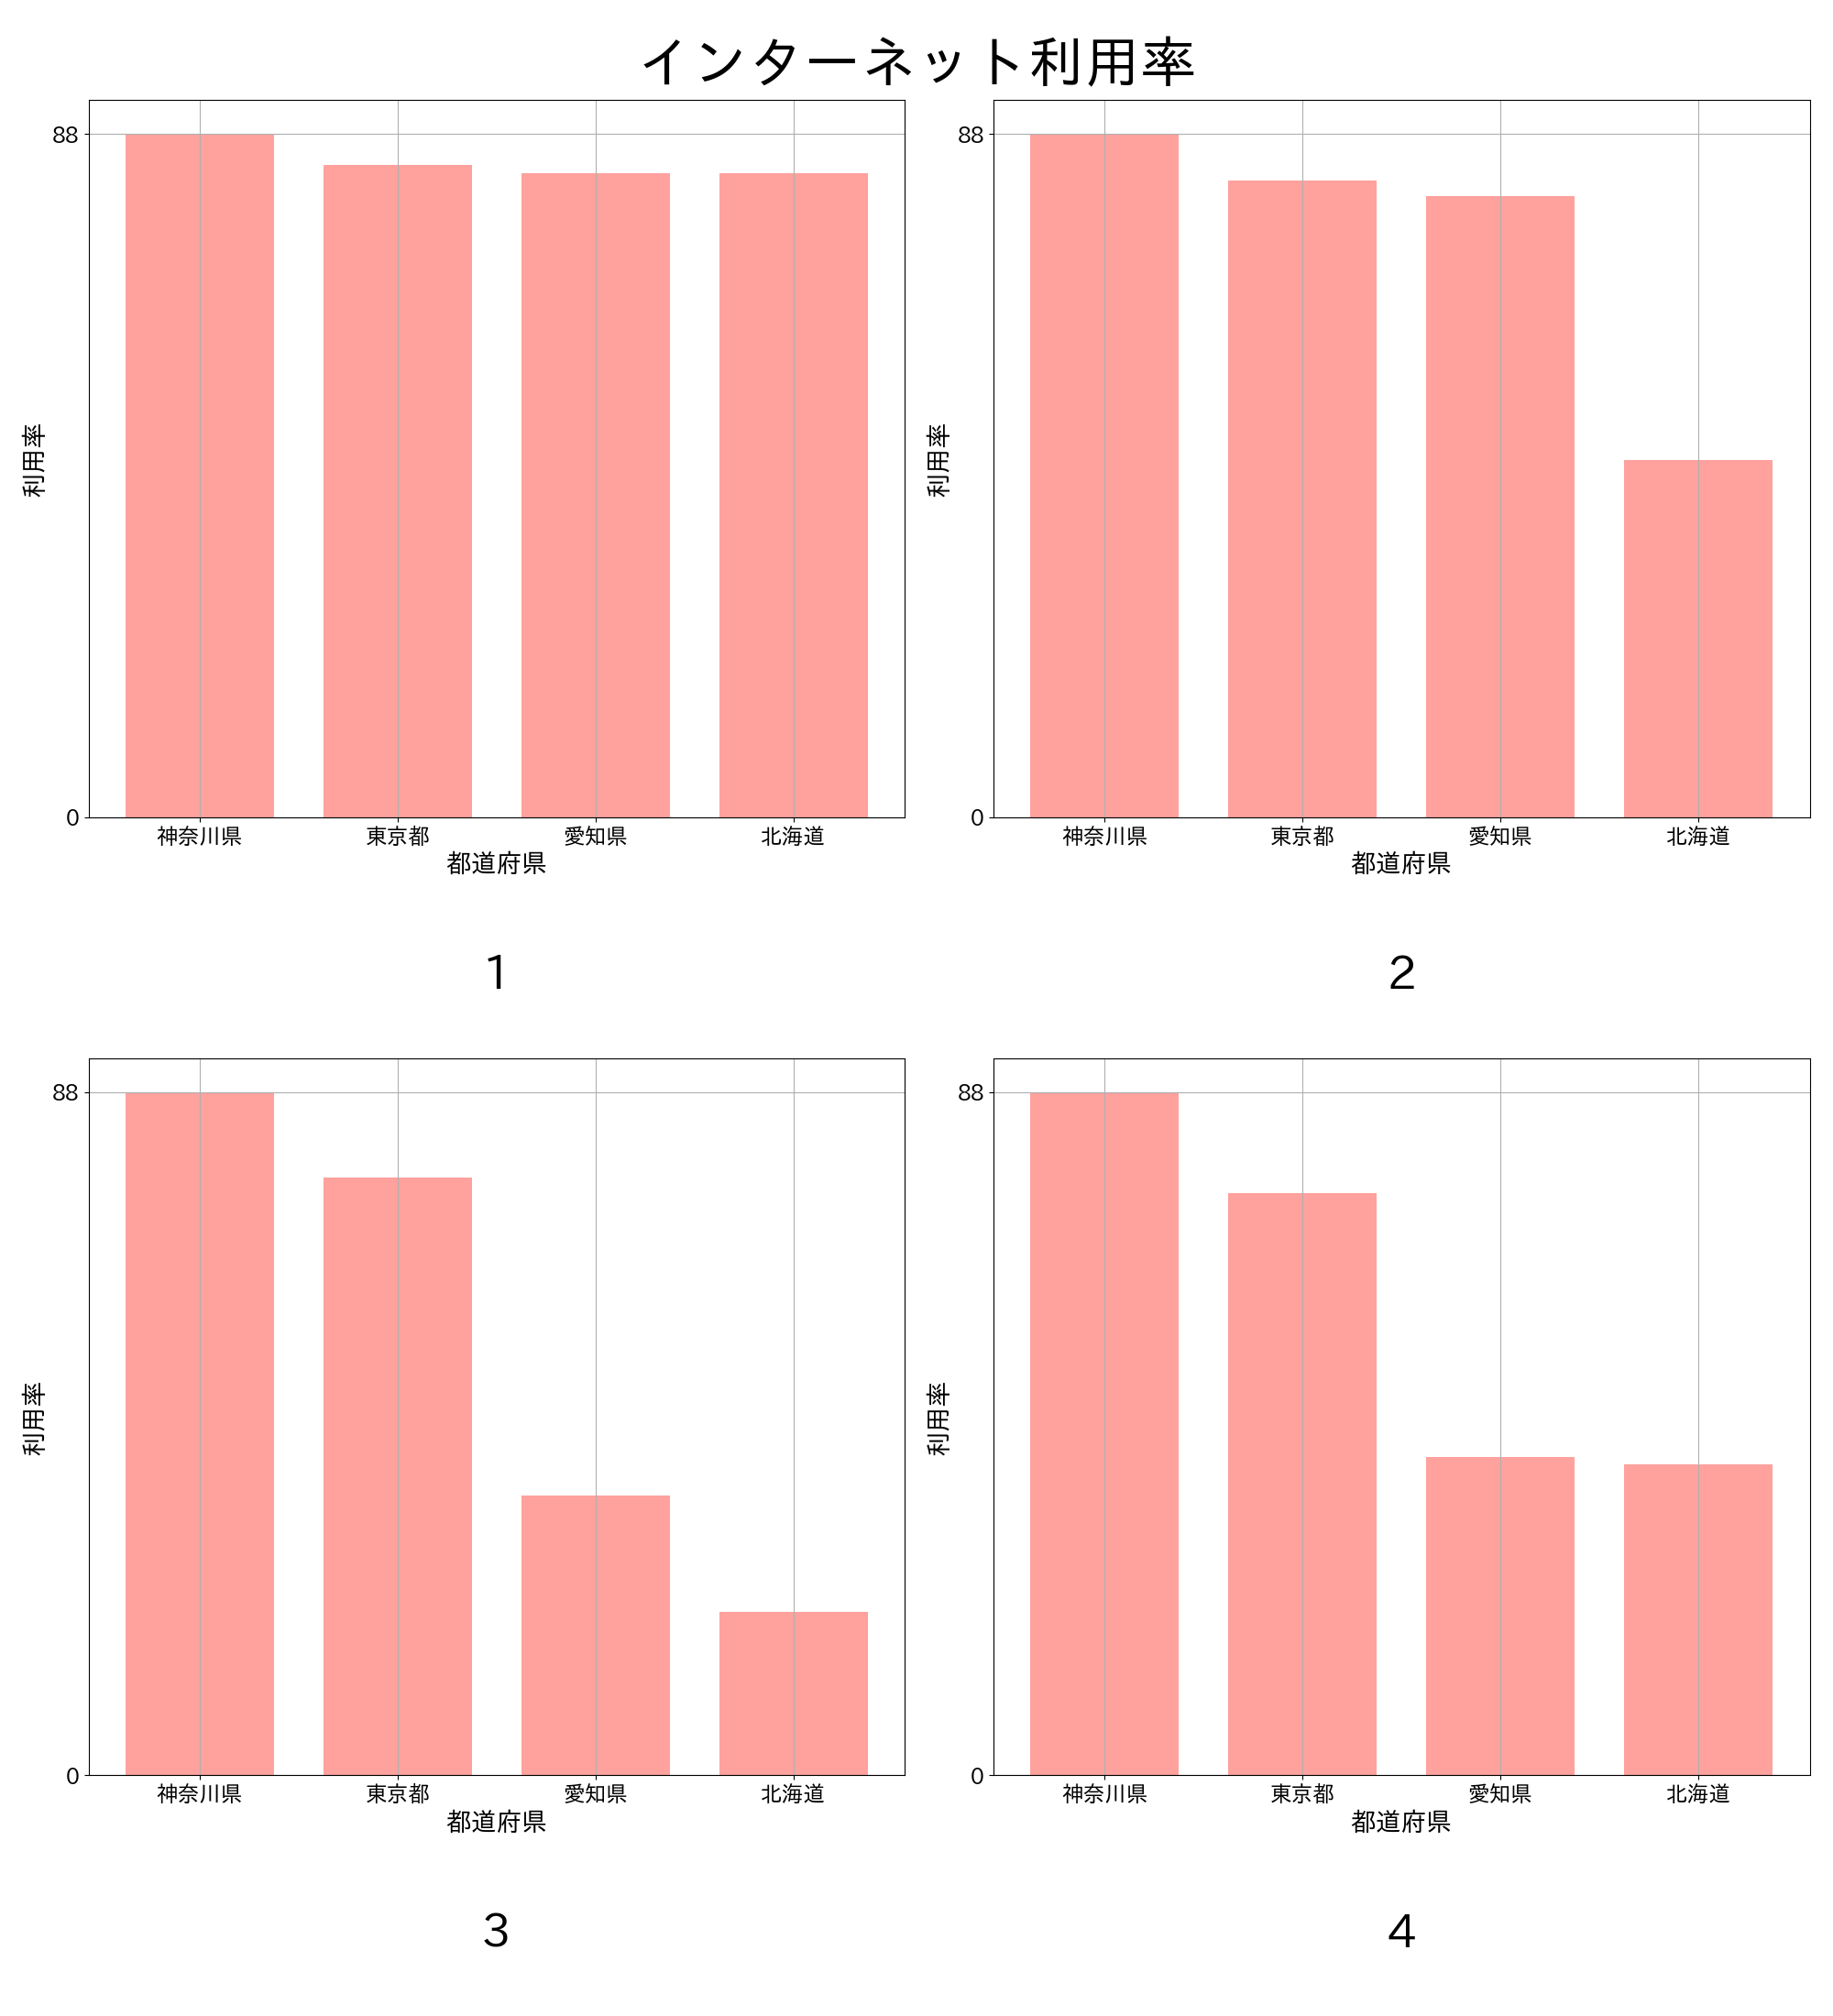 インターネット利用率
88
0
利用率
神奈川県 東京都 愛知県 北海道
都道府県
1
88
0
利用率
神奈川県 東京都 愛知県 北海道
都道府県
2
88
0
利用率
神奈川県 東京都 愛知県 北海道
都道府県
3
88
0
利用率
神奈川県 東京都 愛知県 北海道
都道府県
4